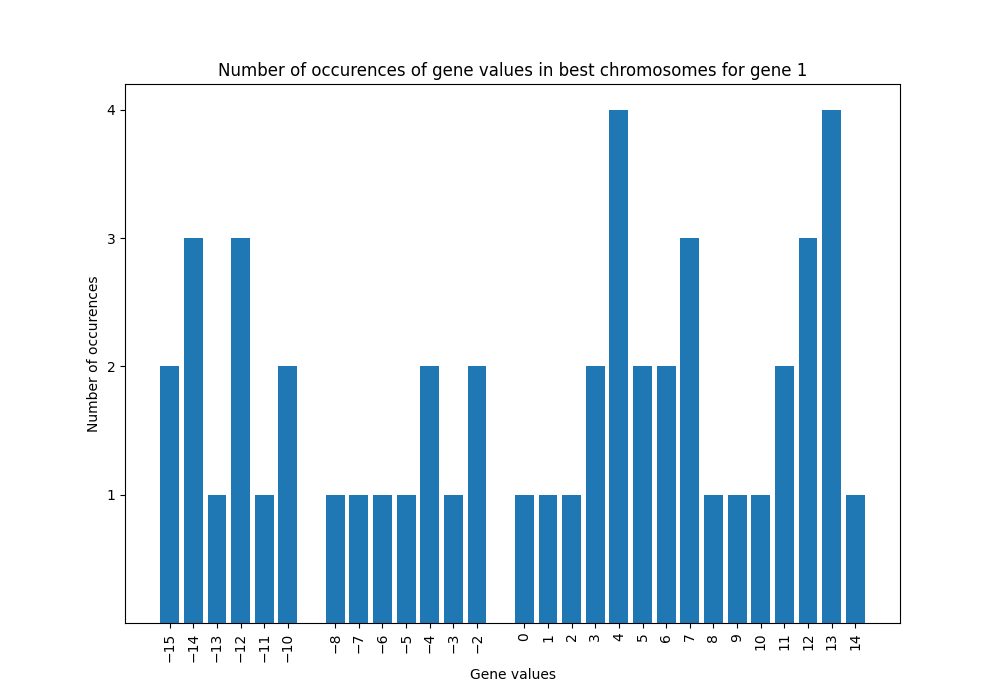 Number of occurences of gene values in best chromosomes for gene 1
Number of occurences
4
3
2
1
−15 −14 −13 −12 −11 −10 −8 −7 −6 −5 −4 −3 −2 0 1 2 3 4 5 6 7 8 9 10 11 12 13 14
Gene values